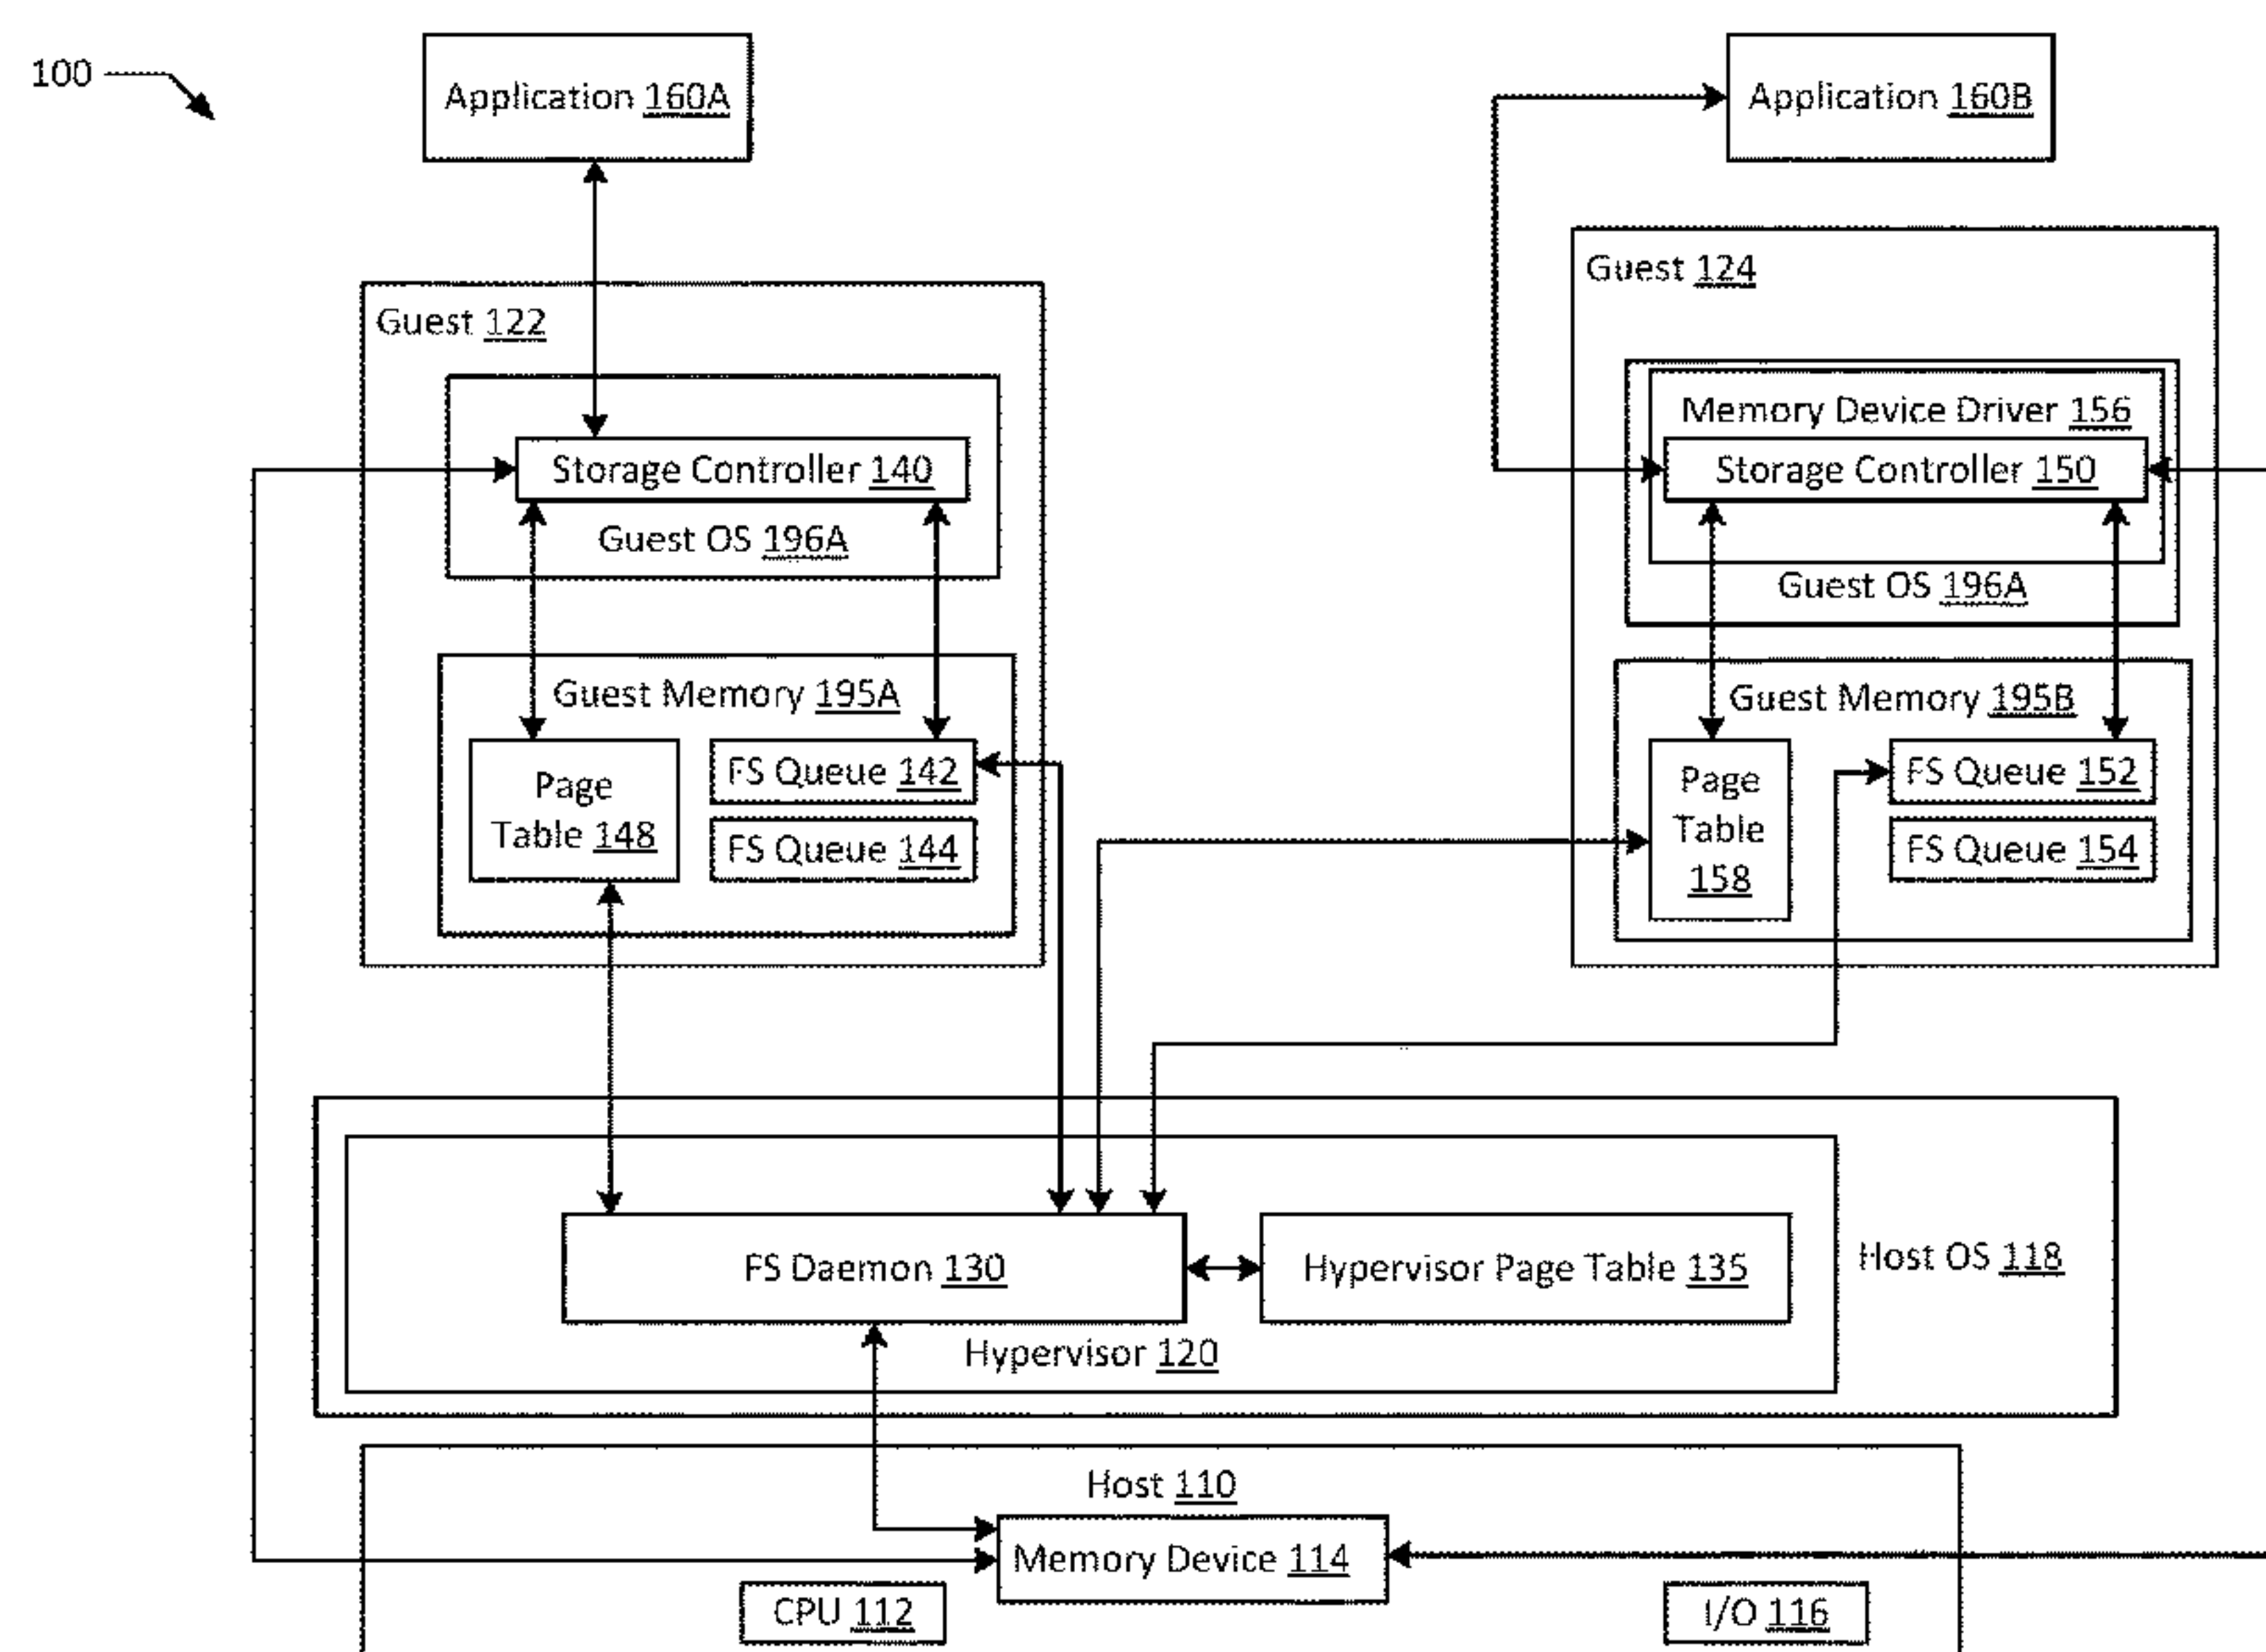 100
Application 160A
Application 160B
Guest 122
Storage Controller 140
Guest OS 196A
Guest Memory 195A
Page
Table 148
FS Queue 142
FS Queue 144
Guest 124
Memory Device Driver 156
Storage Controller 150
Guest OS 196A
Guest Memory 195B
Page
Table
158
FS Queue 152
FS Queue 154
FS Daemon 130
Hypervisor Page Table 135
Hypervisor 120
Host OS 118
Host 110
Memory Device 114
CPU 112
I/O 116